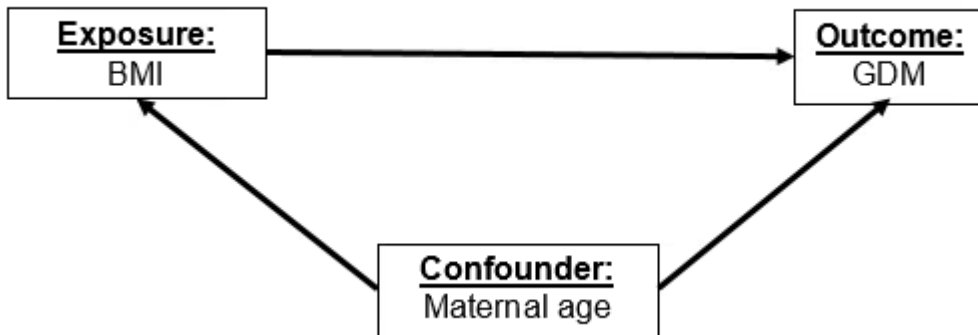 Exposure:
BMI
Outcome:
GDM
Confounder:
Maternal age